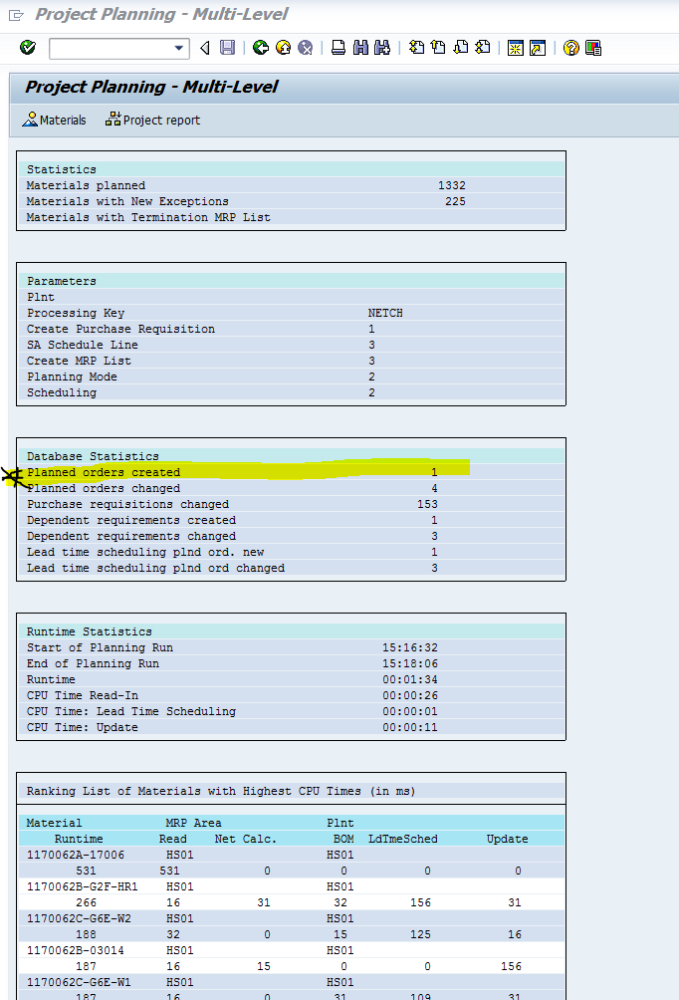 Project Planning - Multi-Level
Project Planning - Multi-Level
Materials Project report
Statistics
Materials planned 1332
Materials with New Exceptions 225
Materials with Termination MRP List
Parameters
Plnt
Processing Key NETCH
Create Purchase Requisition 1
SA Schedule Line 3
Create MRP List 3
Planning Mode 2
Scheduling 2
Database Statistics
Planned orders created 1
Planned orders changed 4
Purchase requisitions changed 153
Dependent requirements created 1
Dependent requirements changed 3
Lead time scheduling plnd ord. new 1
Lead time scheduling plnd ord changed 3
Runtime Statistics
Start of Planning Run 15:16:32
End of Planning Run 15:18:06
Runtime 00:01:34
CPU Time Read-In 00:00:26
CPU Time: Lead Time Scheduling 00:00:01
CPU Time: Update 00:00:11
Ranking List of Materials with Highest CPU Times (in ms)
Material MRP Area Plnt
Runtime Read Net Calc. BOM LdTmeSched Update
1170062A-17006 HS01 HS01
531 531 0 0 0 0
1170062B-G2F-HR1 HS01 HS01
266 16 31 32 156 31
1170062C-G6E-W2 HS01 HS01
188 32 0 15 125 16
1170062B-03014 HS01 HS01
187 16 15 0 0 156
1170062C-G6E-W1 HS01 HS01
187 16 0 31 109 31